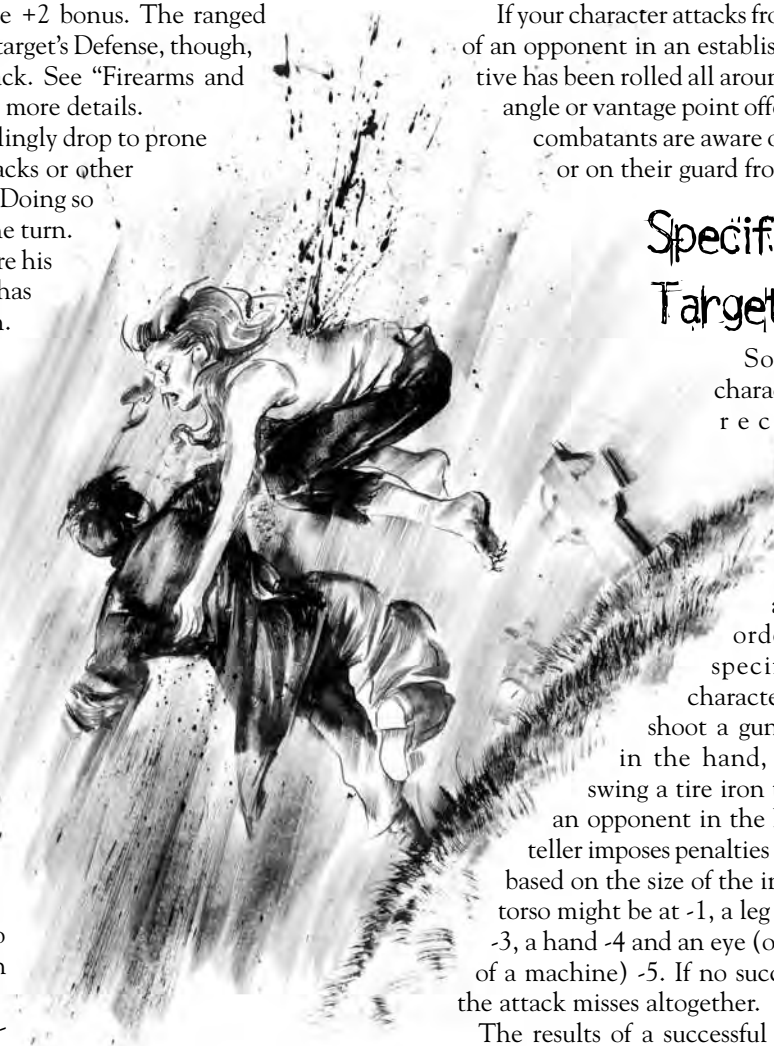 e +2 bonus. The ranged
target's Defense, though,
ck. See “Firearms and
more details.
lingly drop to prone
acks or other
Doing so
he turn.
re his
has
n.
If your character attacks fro
of an opponent in an establis
tive has been rolled all aroun
angle or vantage point off
combatants are aware o
or on their guard fro
Specif
Target
So
charac
r e c
a
orde
specif
characte
shoot a gun
in the hand,
swing a tire iron
an opponent in the
teller imposes penalties
based on the size of the i
torso might be at -1, a leg
-3, a hand -4 and an eye (o
of a machine) -5. If no succ
the attack misses altogether.
The results of a successful